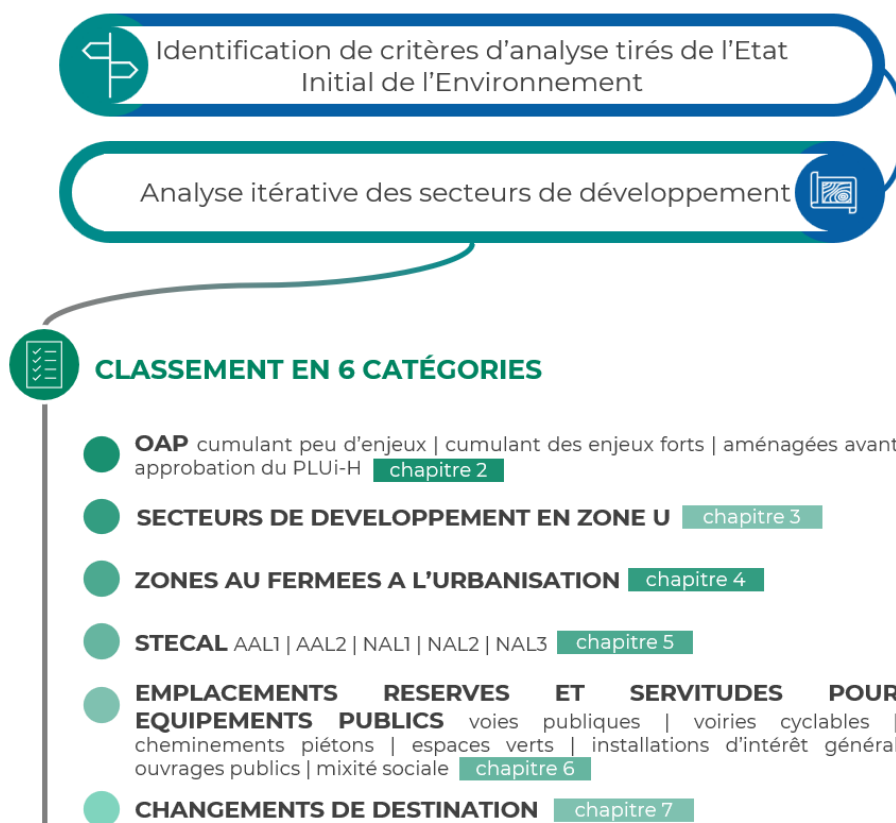 Identification de critères d'analyse tirés de l'Etat
Initial de l'Environnement
Analyse itérative des secteurs de développement
CLASSEMENT EN 6 CATÉGORIES
OAP cumulant peu d'enjeux | cumulant des enjeux forts | aménagées avant
approbation du PLUi-H chapitre 2
SECTEURS DE DEVELOPPEMENT EN ZONE U chapitre 3
ZONES AU FERMEES A L'URBANISATION chapitre 4
STECAL AAL1 | AAL2 | NAL1 | NAL2 | NAL3 chapitre 5
EMPLACEMENTS RESERVES ET SERVITUDES POUR
EQUIPEMENTS PUBLICS voies publiques | voiries cyclables |
cheminements piétons | espaces verts | installations d'intérêt général
ouvrages publics | mixité sociale chapitre 6
CHANGEMENTS DE DESTINATION chapitre 7